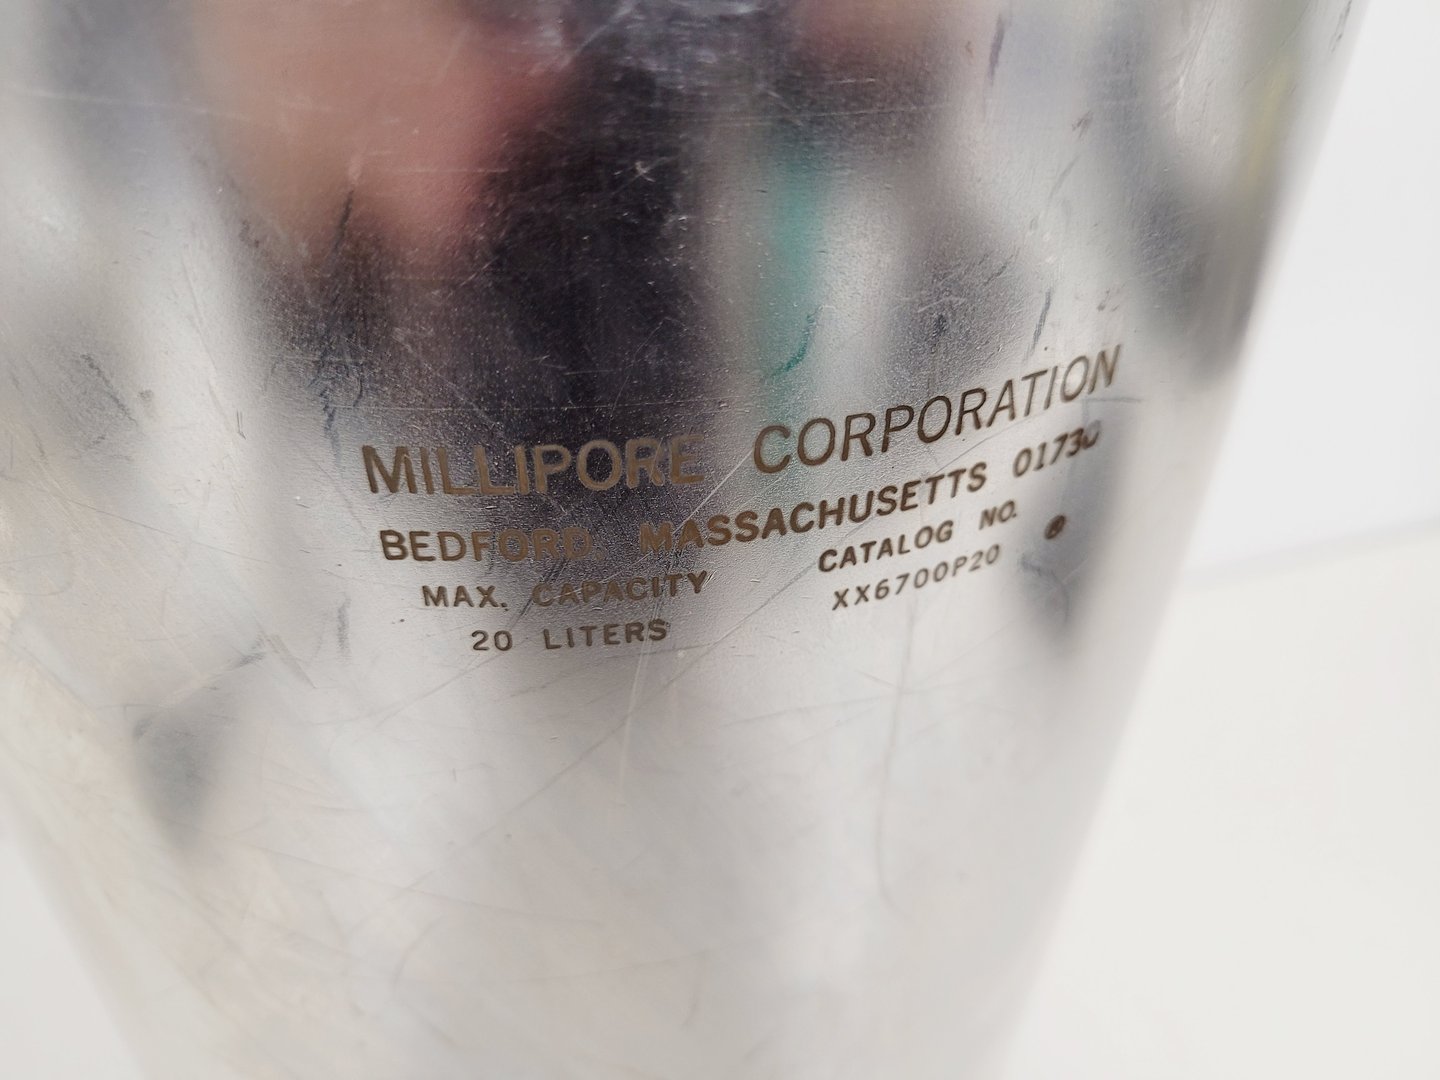 MILLIPORE CORPORATION
BEDFORD, MASSACHUSETTS 01730
MAX. CAPACITY CATALOG NO.
20 LITERS XX6700P20 ®